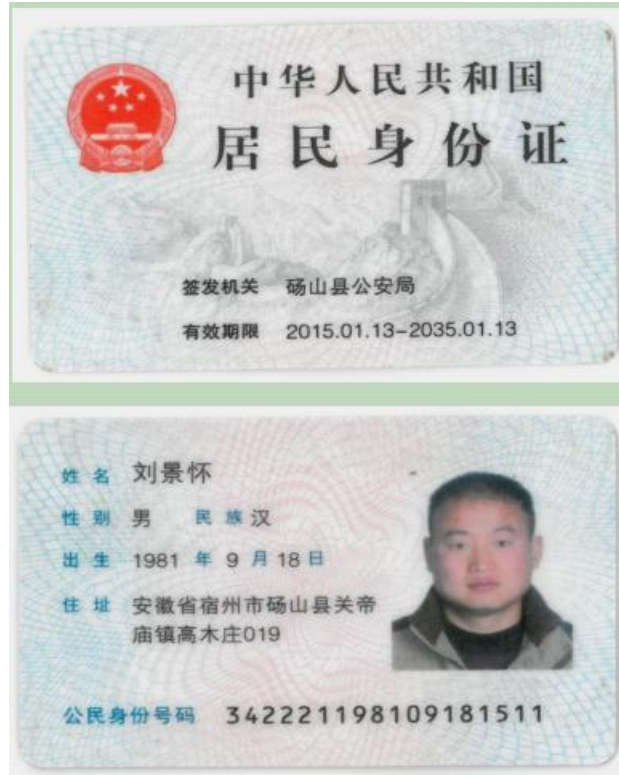 中华人民共和国
居民身份证
签发机关 砀山县公安局
有效期限 2015.01.13-2035.01.13
姓名 刘景怀
性别 男 民族 汉
出生 1981 年 9 月 18 日
住址 安徽省宿州市砀山县关帝
庙镇高木庄019
公民身份号码 342221198109181511